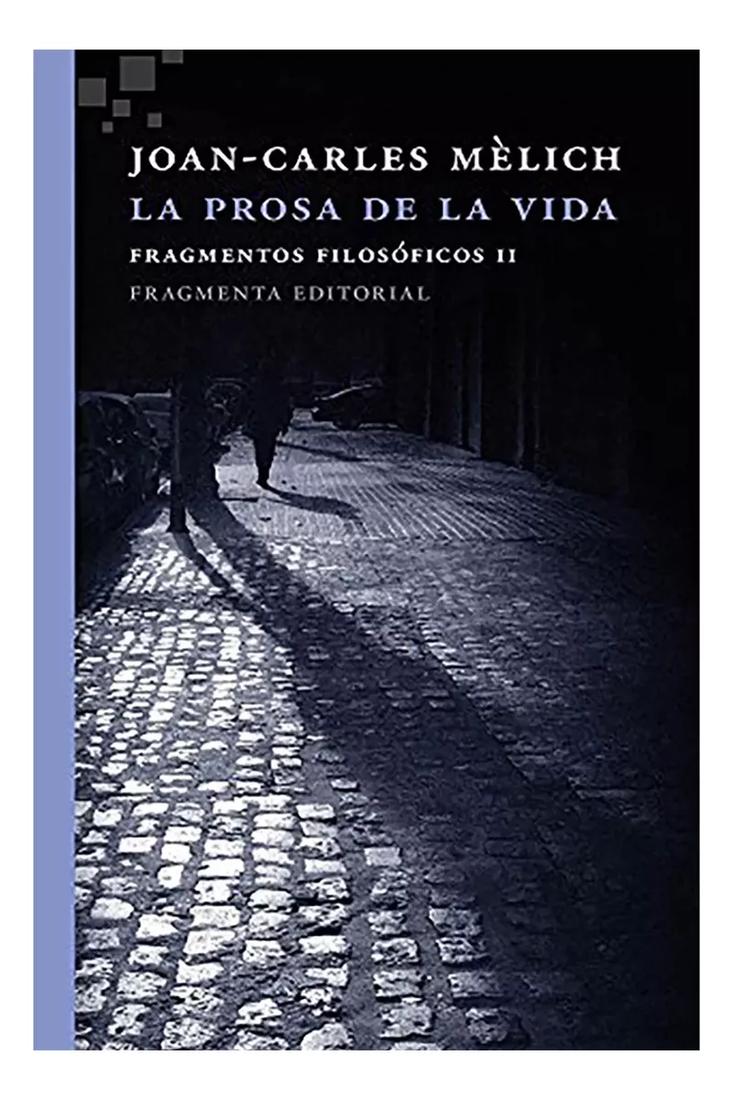 JOAN-CARLES MÈLICH
LA PROSA DE LA VIDA
FRAGMENTOS FILOSÓFICOS II
FRAGMENTA EDITORIAL